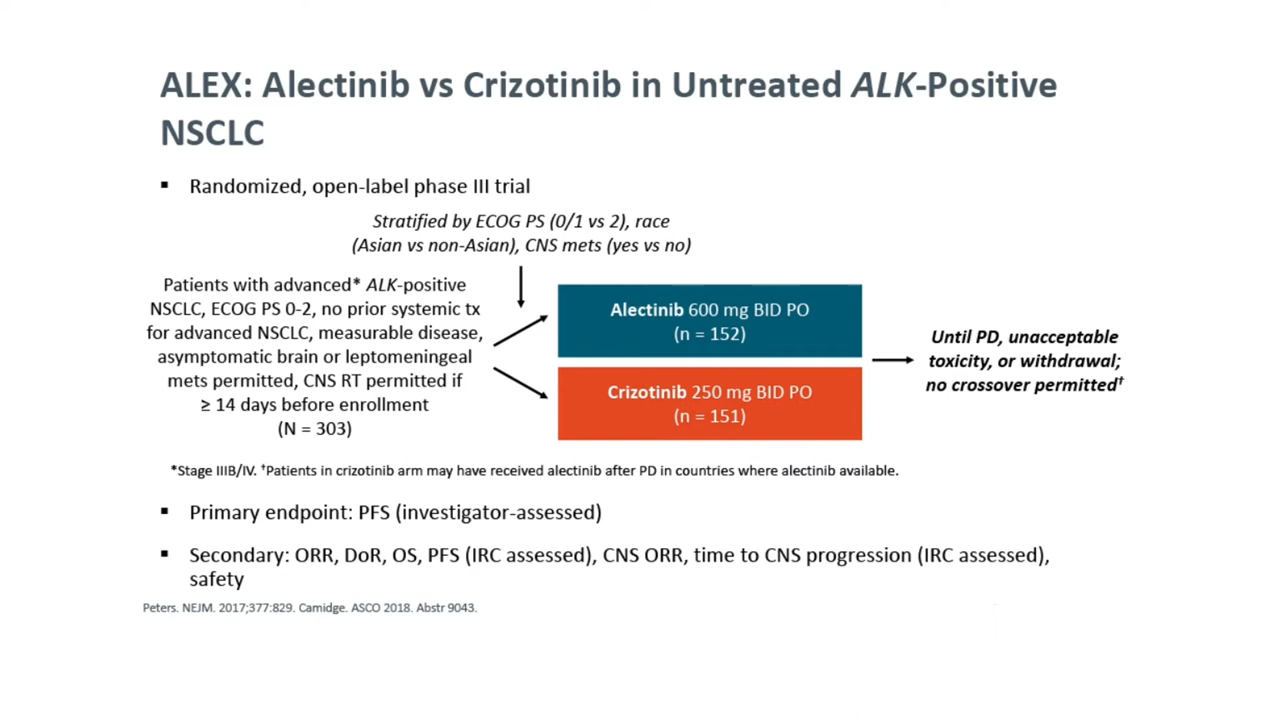 ALEX: Alectinib vs Crizotinib in Untreated ALK-Positive
NSCLC
▪ Randomized, open-label phase III trial
Stratified by ECOG PS (0/1 vs 2), race
(Asian vs non-Asian), CNS mets (yes vs no)
Patients with advanced* ALK-positive
NSCLC, ECOG PS 0-2, no prior systemic tx
for advanced NSCLC, measurable disease,
asymptomatic brain or leptomeningeal
mets permitted, CNS RT permitted if
≥ 14 days before enrollment
(N = 303)
Alectinib 600 mg BID PO
(n = 152)
Crizotinib 250 mg BID PO
(n = 151)
Until PD, unacceptable
toxicity, or withdrawal;
no crossover permitted†
*Stage IIIB/IV. †Patients in crizotinib arm may have received alectinib after PD in countries where alectinib available.
▪ Primary endpoint: PFS (investigator-assessed)
▪ Secondary: ORR, DoR, OS, PFS (IRC assessed), CNS ORR, time to CNS progression (IRC assessed),
safety
Peters. NEJM. 2017;377:829. Camidge. ASCO 2018. Abstr 9043.